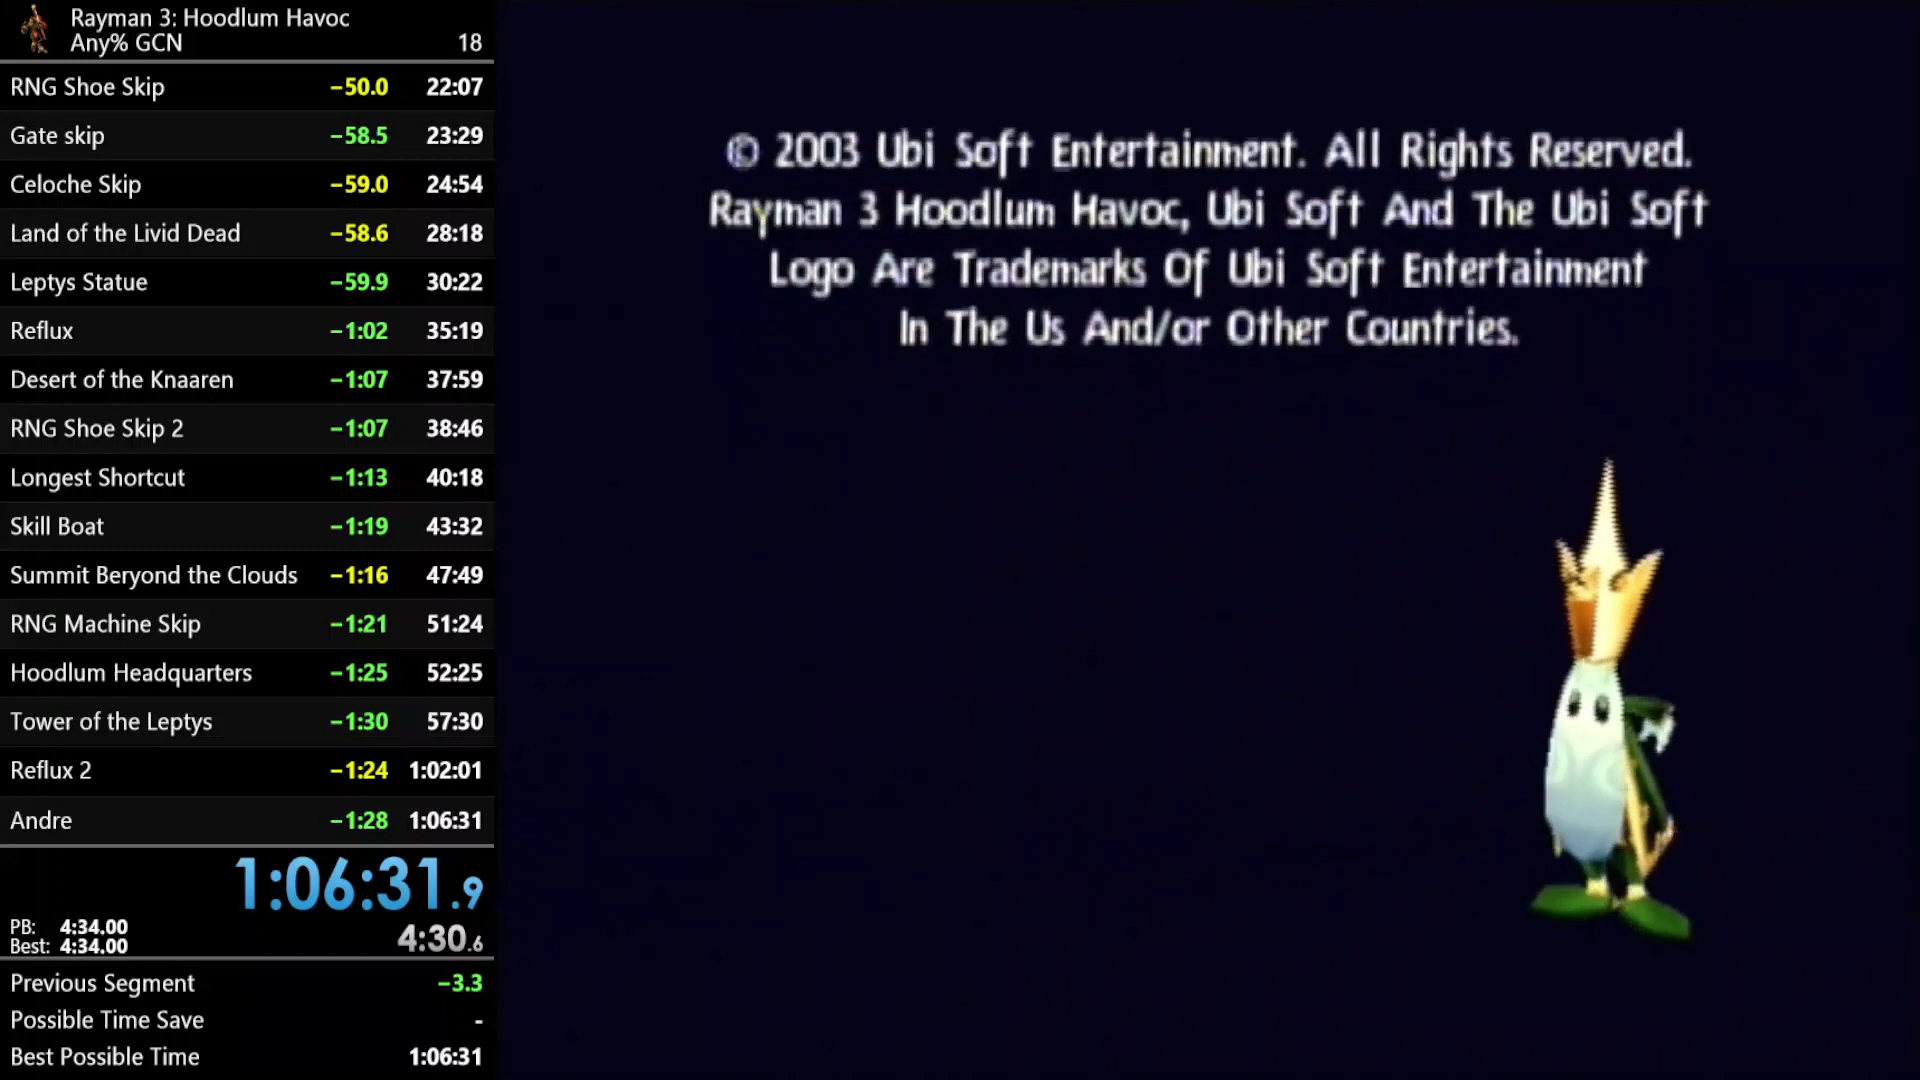 Rayman 3: Hoodlum Havoc
Any% GCN 18
RNG Shoe Skip −50.0 22:07
Gate skip −58.5 23:29
Celoche Skip −59.0 24:54
Land of the Livid Dead −58.6 28:18
Leptys Statue −59.9 30:22
Reflux −1:02 35:19
Desert of the Knaaren −1:07 37:59
RNG Shoe Skip 2 −1:07 38:46
Longest Shortcut −1:13 40:18
Skill Boat −1:19 43:32
Summit Beryond the Clouds −1:16 47:49
RNG Machine Skip −1:21 51:24
Hoodlum Headquarters −1:25 52:25
Tower of the Leptys −1:30 57:30
Reflux 2 −1:24 1:02:01
Andre −1:28 1:06:31
1:06:31.9
PB: 4:34.00
Best: 4:34.00
4:30.6
Previous Segment −3.3
Possible Time Save -
Best Possible Time 1:06:31
© 2003 Ubi Soft Entertainment. All Rights Reserved.
Rayman 3 Hoodlum Havoc, Ubi Soft And The Ubi Soft
Logo Are Trademarks Of Ubi Soft Entertainment
In The Us And/or Other Countries.